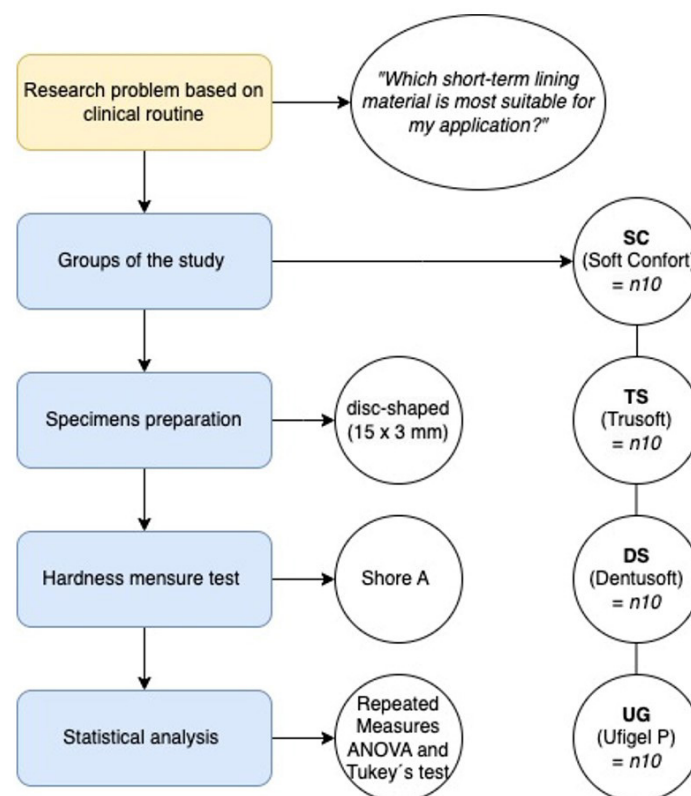 Research problem based on
clinical routine
"Which short-term lining
material is most suitable for
my application?"
Groups of the study
SC
(Soft Confort)
= n10
Specimens preparation
disc-shaped
(15 x 3 mm)
TS
(Trusoft)
= n10
Hardness mensure test
Shore A
DS
(Dentusoft)
= n10
Statistical analysis
Repeated
Measures
ANOVA and
Tukey´s test
UG
(Ufigel P)
= n10